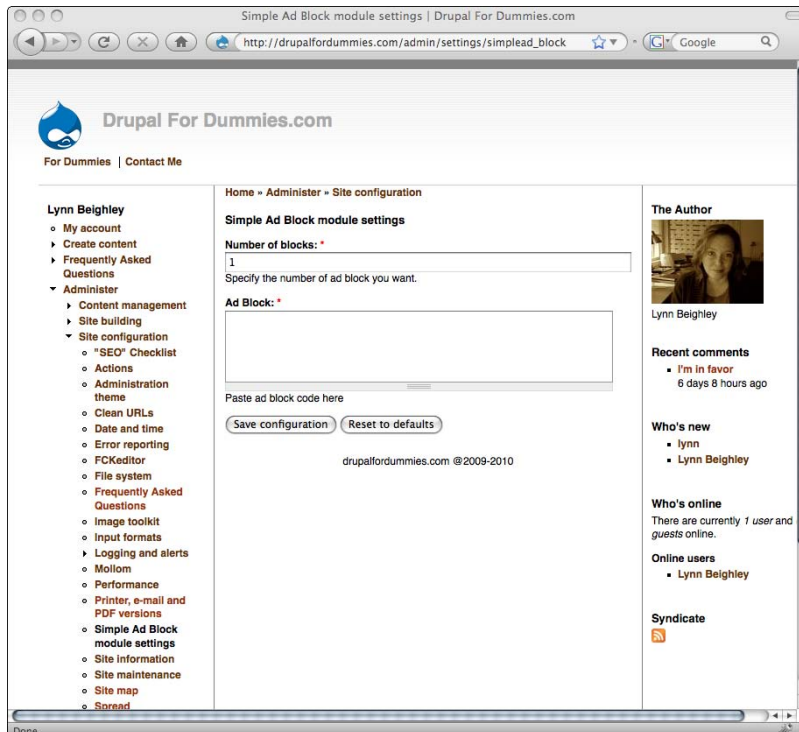 Simple Ad Block module settings | Drupal For Dummies.com
http://drupalfordummies.com/admin/settings/simplead_block
Google
Drupal For Dummies.com
For Dummies | Contact Me
Lynn Beighley
My account
Create content
Frequently Asked
Questions
Administer
Content management
Site building
Site configuration
"SEO" Checklist
Actions
Administration
theme
Clean URLs
Date and time
Error reporting
FCKeditor
File system
Frequently Asked
Questions
Image toolkit
Input formats
Logging and alerts
Mollom
Performance
Printer, e-mail and
PDF versions
Simple Ad Block
module settings
Site information
Site maintenance
Site map
Spread
Home » Administer » Site configuration
Simple Ad Block module settings
Number of blocks: *
1
Specify the number of ad block you want.
Ad Block: *
Paste ad block code here
Save configuration
Reset to defaults
drupalfordummies.com @2009-2010
The Author
Lynn Beighley
Recent comments
I'm in favor
6 days 8 hours ago
Who's new
lynn
Lynn Beighley
Who's online
There are currently 1 user and
guests online.
Online users
Lynn Beighley
Syndicate
Done